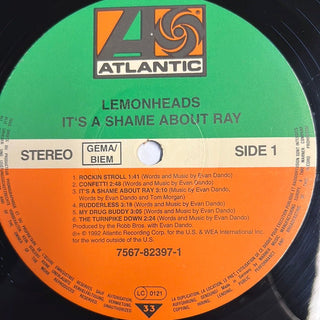 ATLANTIC
LEMONHEADS
IT'S A SHAME ABOUT RAY
STEREO
GEMA/
BIEM
SIDE 1
1. ROCKIN STROLL 1:41 (Words and Music by Evan Dando)
2. CONFETTI 2:48 (Words and Music by Evan Dando)
3. IT'S A SHAME ABOUT RAY 3:10 (Music by Evan Dando,
Words by Evan Dando and Tom Morgan)
4. RUDDERLESS 3:18 (Words and Music by Evan Dando)
5. MY DRUG BUDDY 3:05 (Words and Music by Evan Dando)
6. THE TURNPIKE DOWN 2:24 (Words and Music by Evan Dando)
Produced by the Robb Bros. with Evan Dando.
℗ © 1992 Atlantic Recording Corp. for the U.S. & WEA International Inc.
for the world outside of the U.S.
7567-82397-1
LC 0121
33